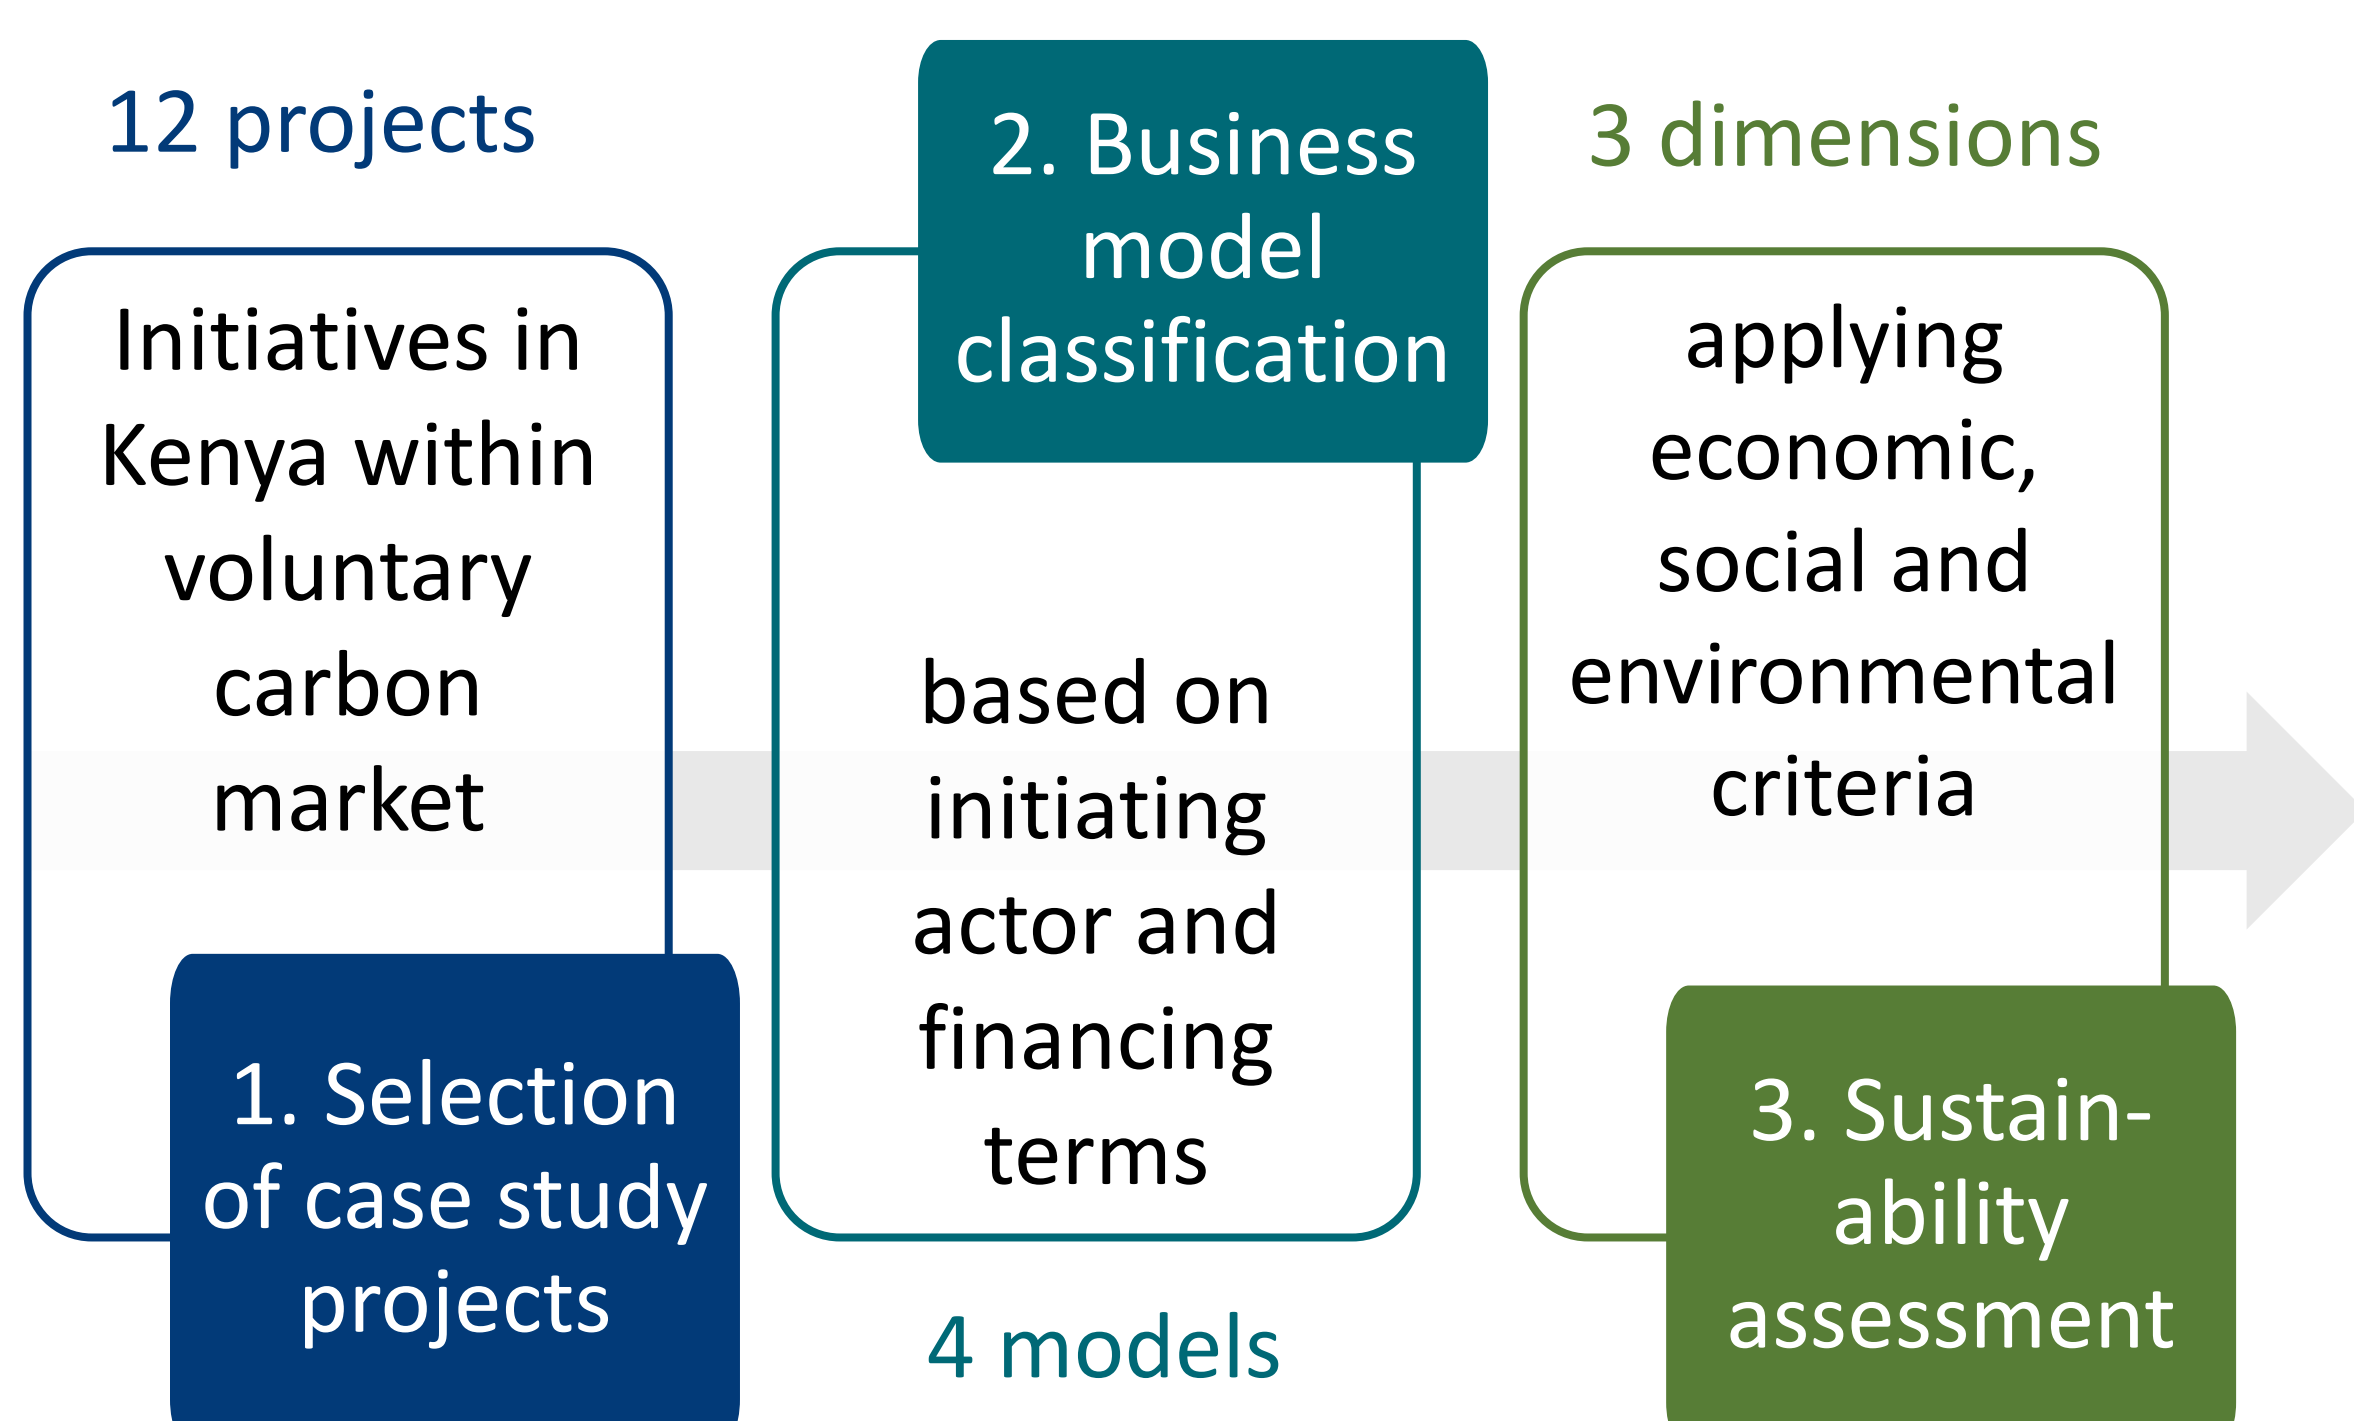 12 projects
Initiatives in
Kenya within
voluntary
carbon
market
1. Selection
of case study
projects
2. Business
model
classification
based on
initiating
actor and
financing
terms
4 models
3 dimensions
applying
economic,
social and
environmental
criteria
3. Sustain-
ability
assessment